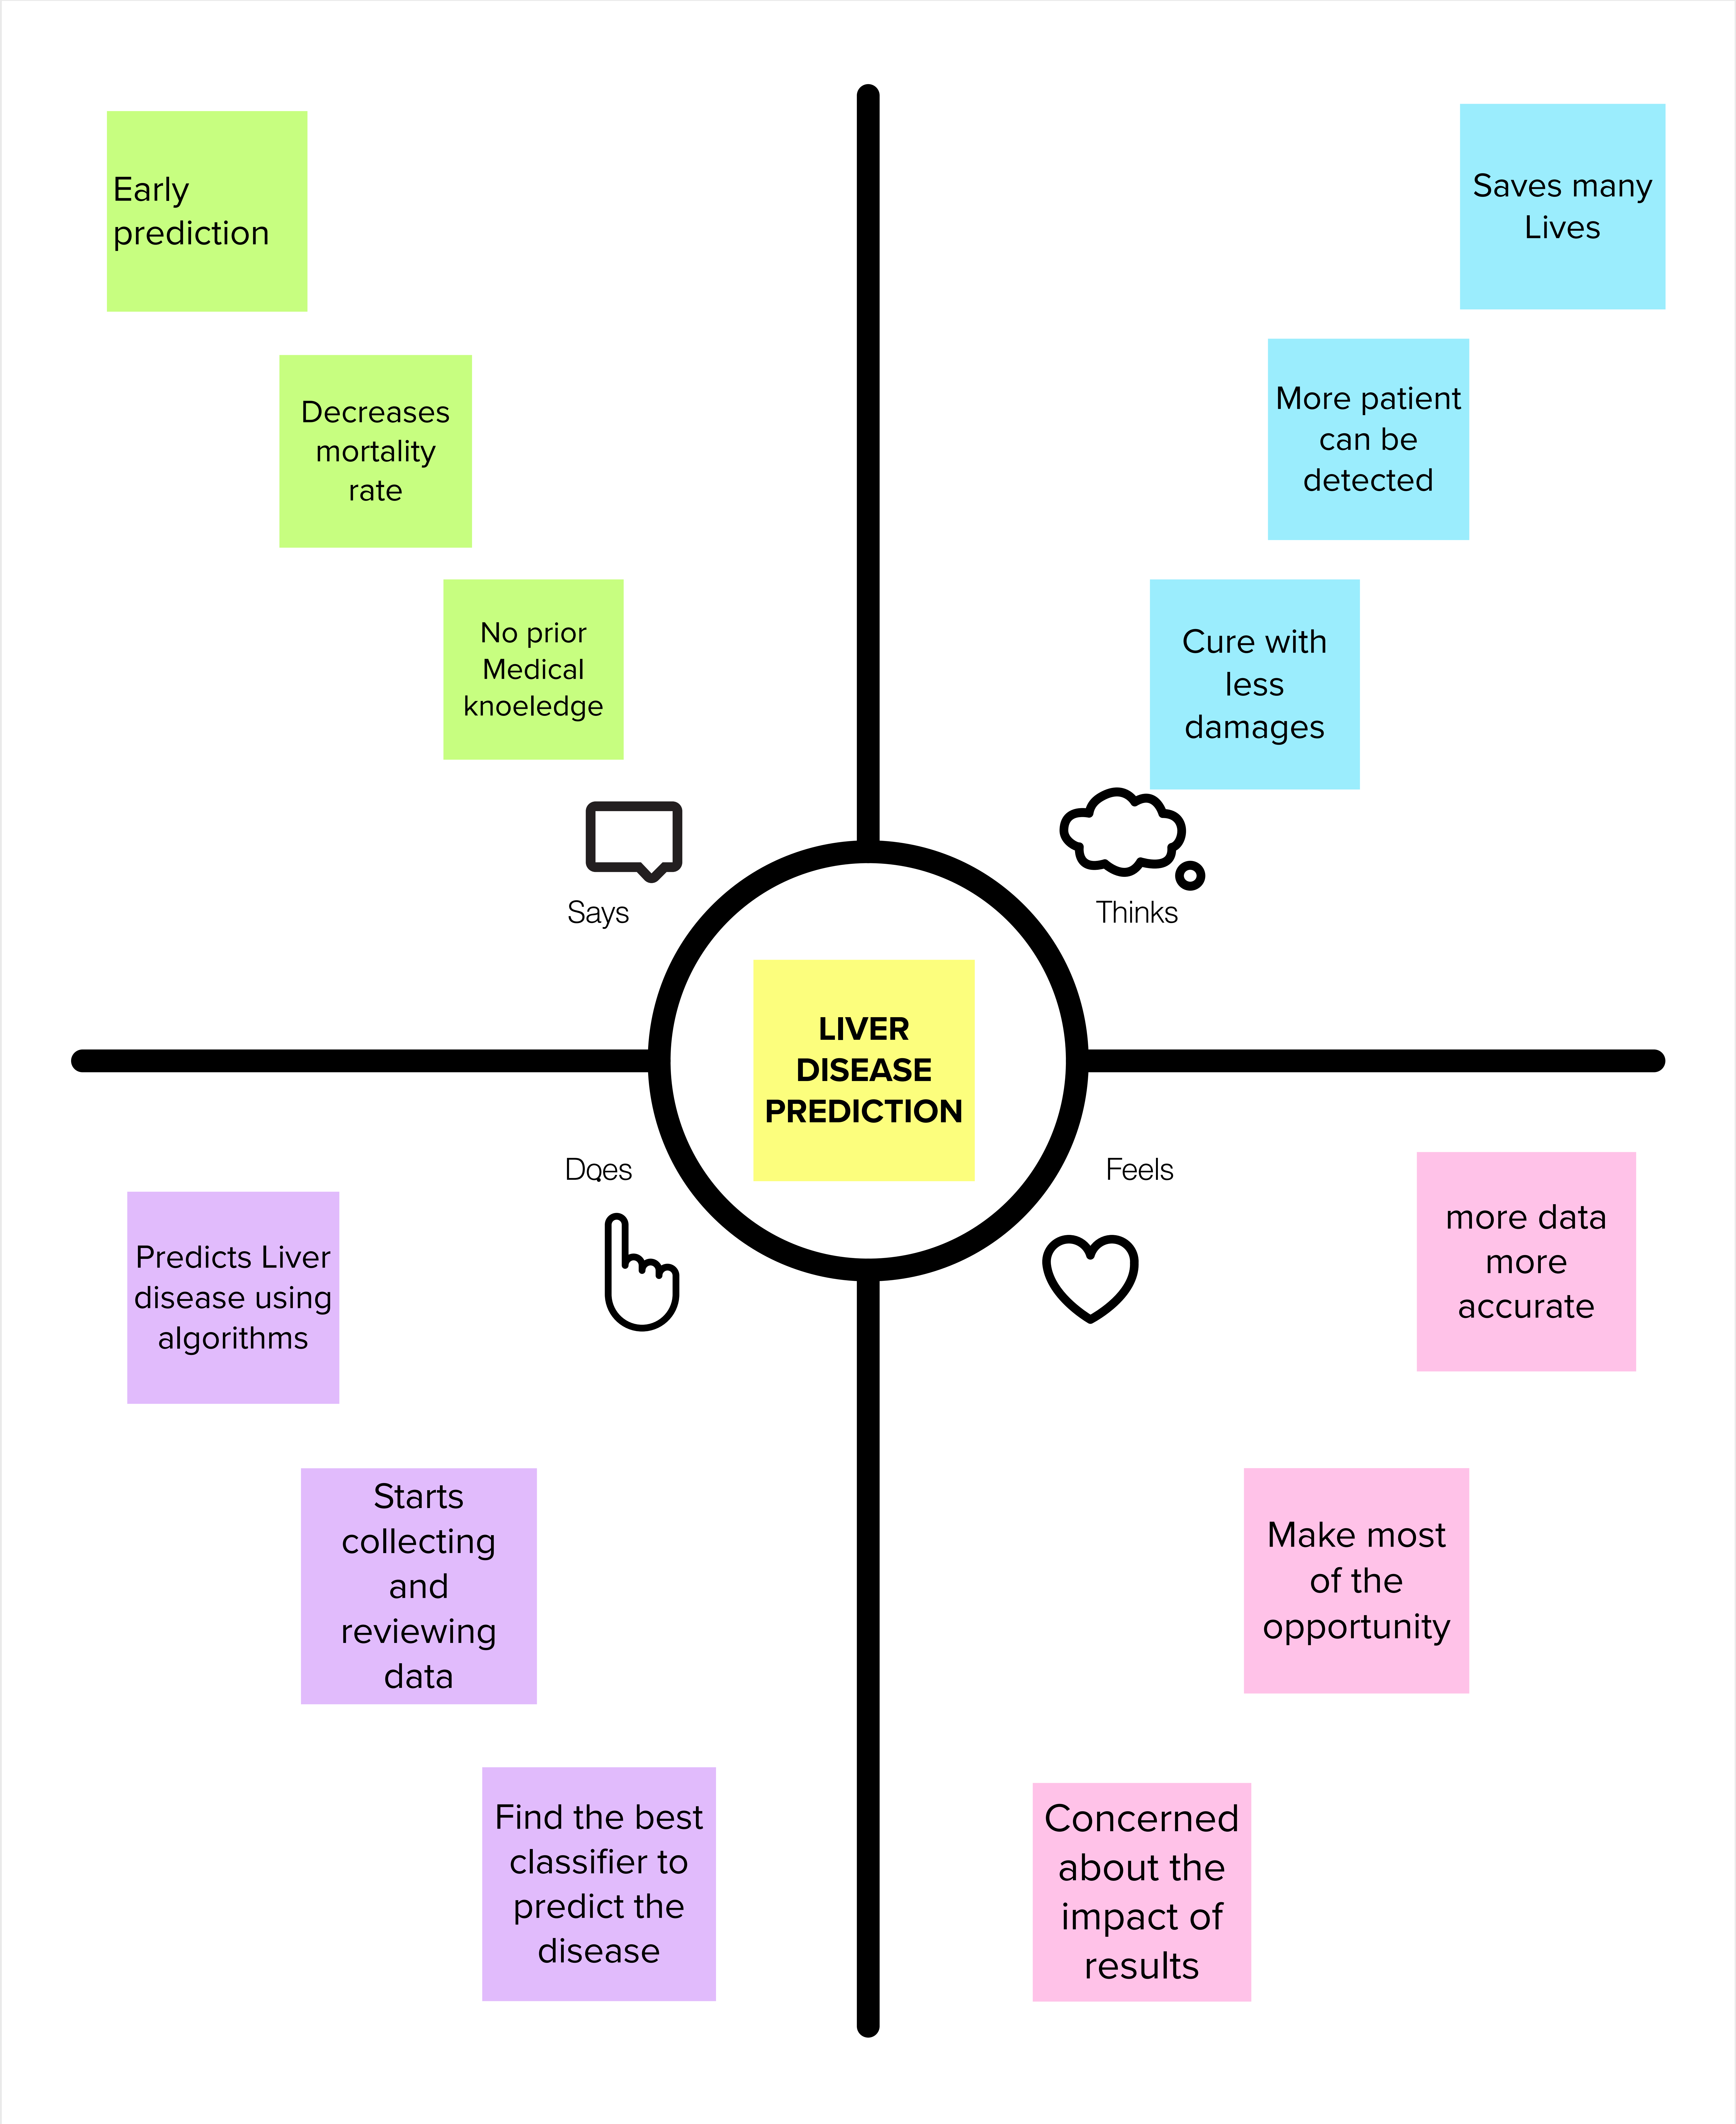 Early
prediction
Decreases
mortality
rate
No prior
Medical
knoeledge
Says
Saves many
Lives
More patient
can be
detected
Cure with
less
damages
Thinks
LIVER
DISEASE
PREDICTION
Does
Predicts Liver
disease using
algorithms
Starts
collecting
and
reviewing
data
Find the best
classifier to
predict the
disease
Feels
more data
more
accurate
Make most
of the
opportunity
Concerned
about the
impact of
results